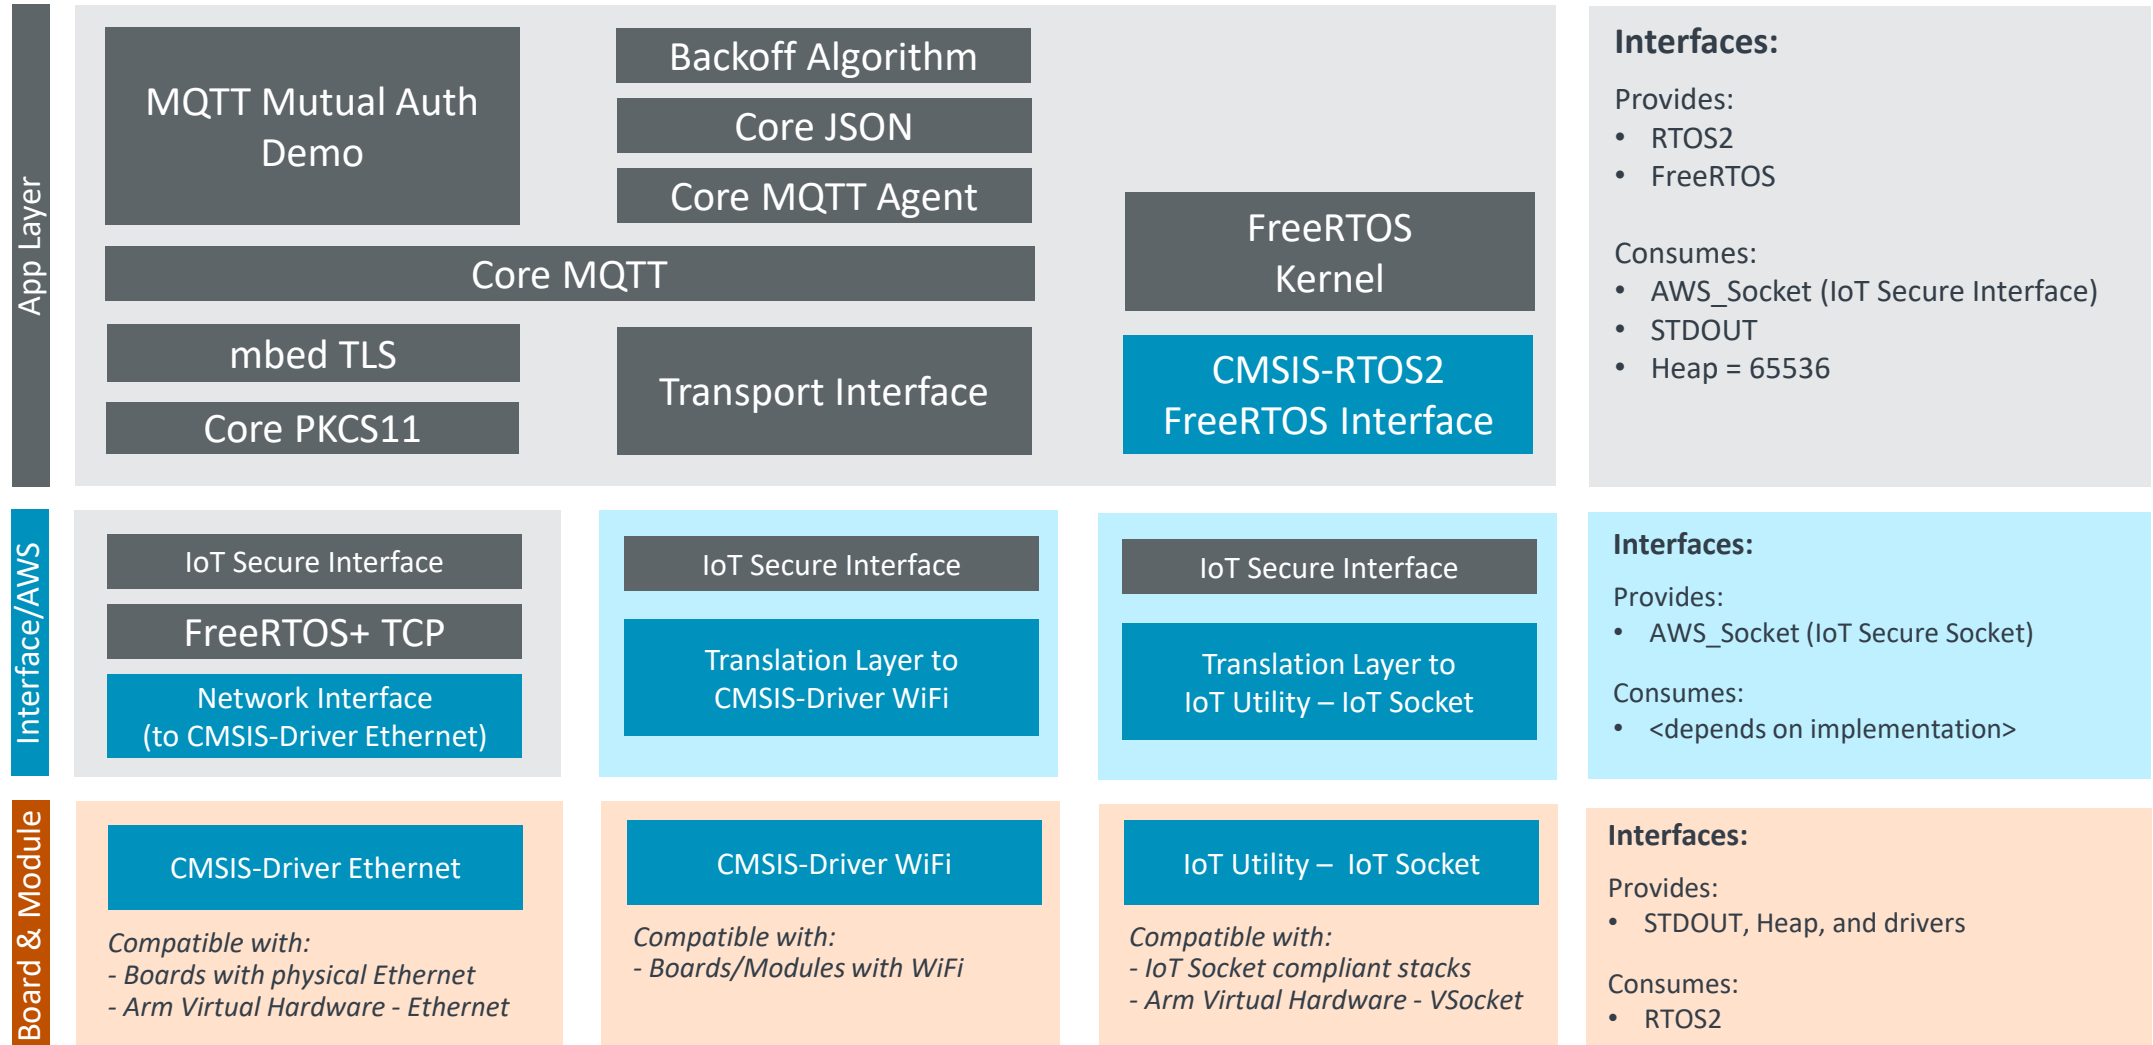 App Layer
MQTT Mutual Auth
Demo
Backoff Algorithm
Core JSON
Core MQTT Agent
Core MQTT
mbed TLS
Core PKCS11
Transport Interface
FreeRTOS
Kernel
CMSIS-RTOS2
FreeRTOS Interface
Interfaces:
Provides:
• RTOS2
• FreeRTOS
Consumes:
• AWS_Socket (IoT Secure Interface)
• STDOUT
• Heap = 65536
Interface/AWS
IoT Secure Interface
FreeRTOS+ TCP
Network Interface
(to CMSIS-Driver Ethernet)
IoT Secure Interface
Translation Layer to
CMSIS-Driver WiFi
IoT Secure Interface
Translation Layer to
IoT Utility – IoT Socket
Interfaces:
Provides:
• AWS_Socket (IoT Secure Socket)
Consumes:
• <depends on implementation>
Board & Module
CMSIS-Driver Ethernet
Compatible with:
- Boards with physical Ethernet
- Arm Virtual Hardware - Ethernet
CMSIS-Driver WiFi
Compatible with:
- Boards/Modules with WiFi
IoT Utility – IoT Socket
Compatible with:
- IoT Socket compliant stacks
- Arm Virtual Hardware - VSocket
Interfaces:
Provides:
• STDOUT, Heap, and drivers
Consumes:
• RTOS2